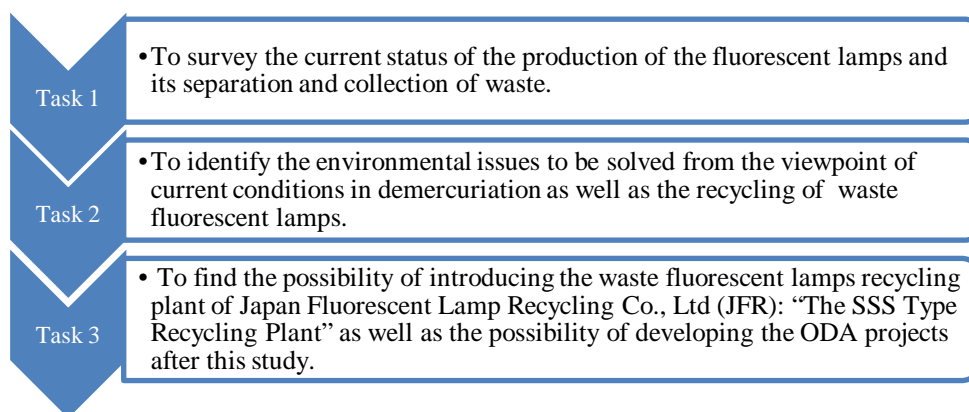 Task 1
•To survey the current status of the production of the fluorescent lamps and
its separation and collection of waste.
Task 2
•To identify the environmental issues to be solved from the viewpoint of
current conditions in demercuriation as well as the recycling of waste
fluorescent lamps.
Task 3
• To find the possibility of introducing the waste fluorescent lamps recycling
plant of Japan Fluorescent Lamp Recycling Co., Ltd (JFR): “The SSS Type
Recycling Plant” as well as the possibility of developing the ODA projects
after this study.